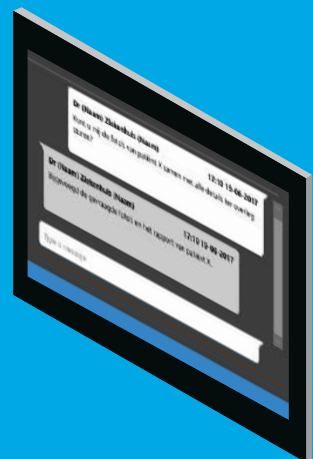 Dr (Naam) Ziekenhuis (Naam) 12:10 19-06-2017
Kunt u mij de foto's van patiënt X sturen met alle details ter overleg
sturen?
Dr (Naam) Ziekenhuis (Naam) 12:10 19-06-2017
Bijgevoegd de gevraagde foto's en het rapport van patiënt X.
Type u message